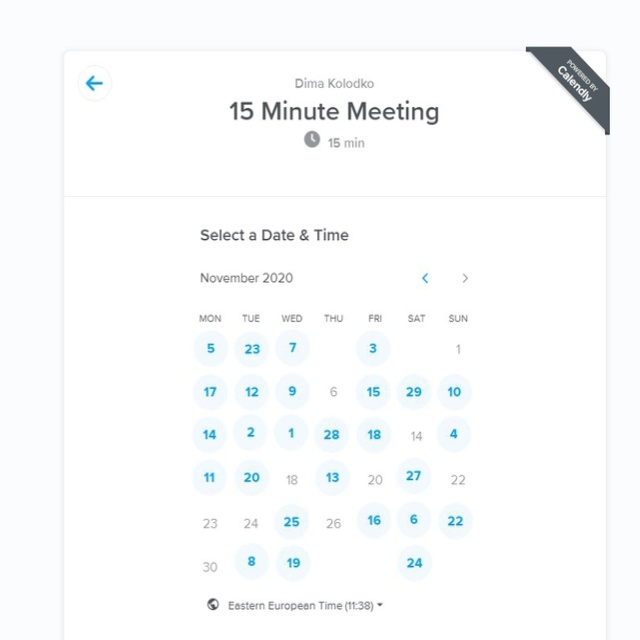 POWERED BY
Calendly
Dima Kolodko
15 Minute Meeting
15 min
Select a Date & Time
November 2020
MON TUE WED THU FRI SAT SUN
5 23 7 3 1
17 12 9 6 15 29 10
14 2 1 28 18 14 4
11 20 18 13 20 27 22
23 24 25 26 16 6 22
30 8 19 24
Eastern European Time (11:38)